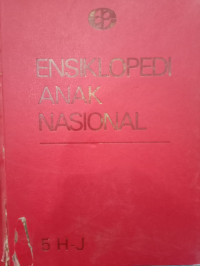 ENSIKLOPEDI
ANAK
NASIONAL
5 H-J